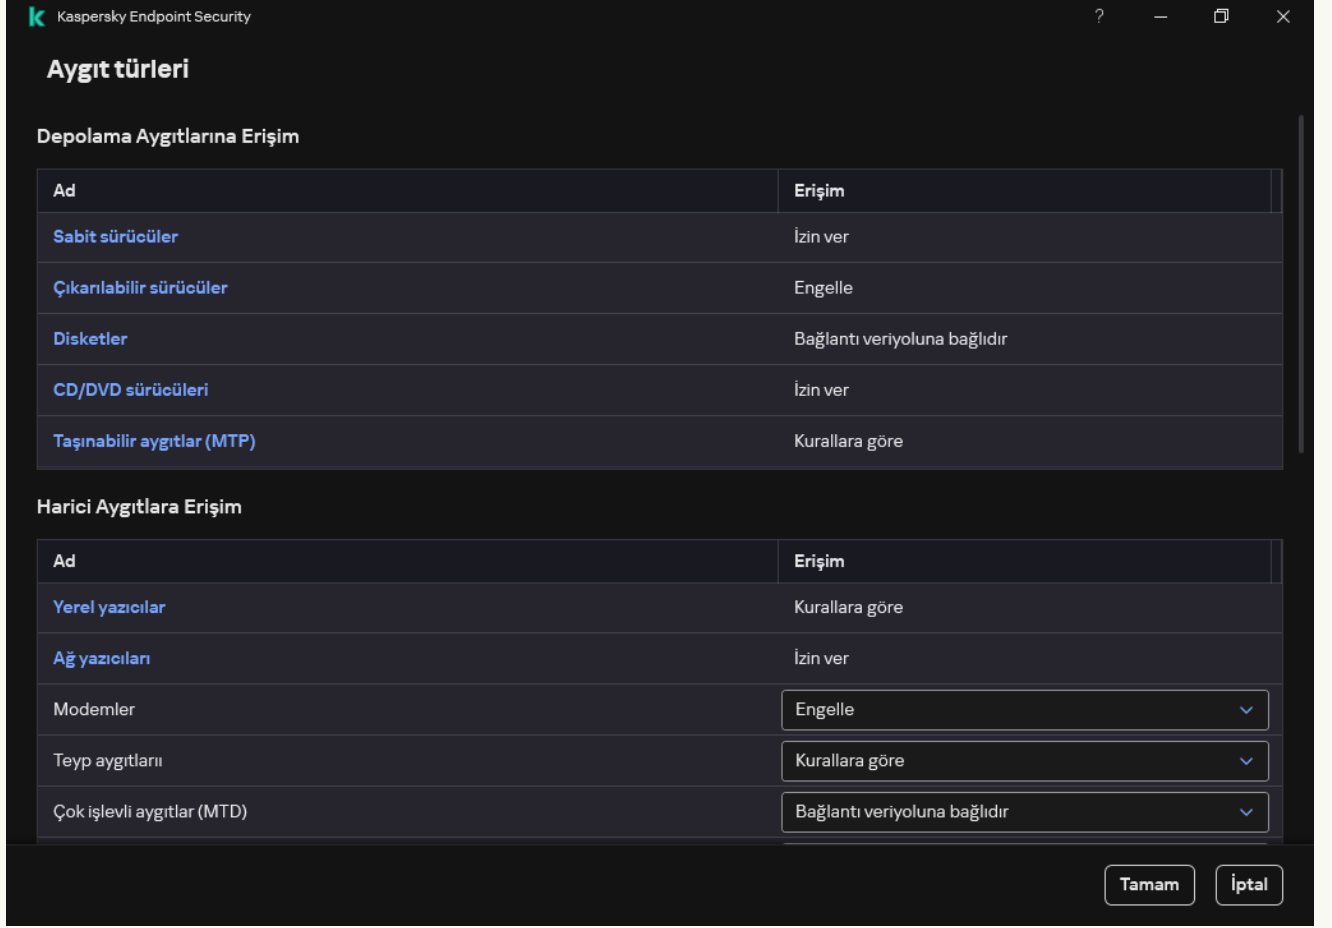 Kaspersky Endpoint Security
Aygıt türleri
Depolama Aygıtlarına Erişim
Ad Erişim
Sabit sürücüler İzin ver
Çıkarılabilir sürücüler Engelle
Disketler Bağlantı veriyoluna bağlıdır
CD/DVD sürücüleri İzin ver
Taşınabilir aygıtlar (MTP) Kurallara göre
Harici Aygıtlara Erişim
Ad Erişim
Yerel yazıcılar Kurallara göre
Ağ yazıcıları İzin ver
Modemler Engelle
Teyp aygıtlarıı Kurallara göre
Çok işlevli aygıtlar (MTD) Bağlantı veriyoluna bağlıdır
Tamam İptal